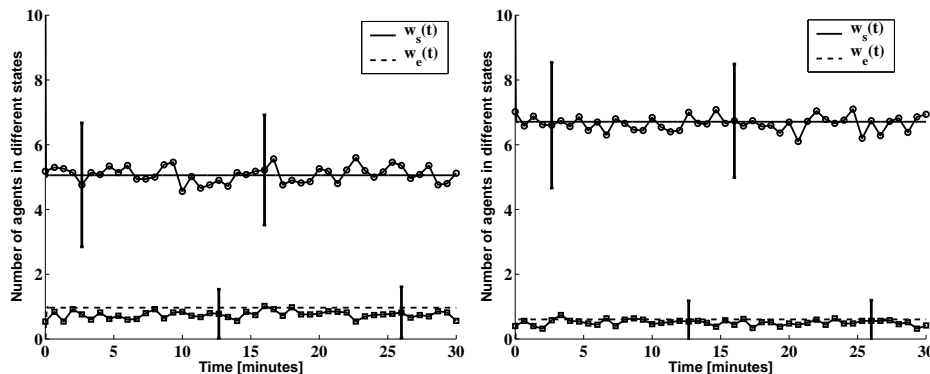 Number of agents in different states
10
8
6
4
2
0
0 5 10 15 20 25 30
Time [minutes]
w_s(t)
w_e(t)
Number of agents in different states
10
8
6
4
2
0
0 5 10 15 20 25 30
Time [minutes]
w_s(t)
w_e(t)